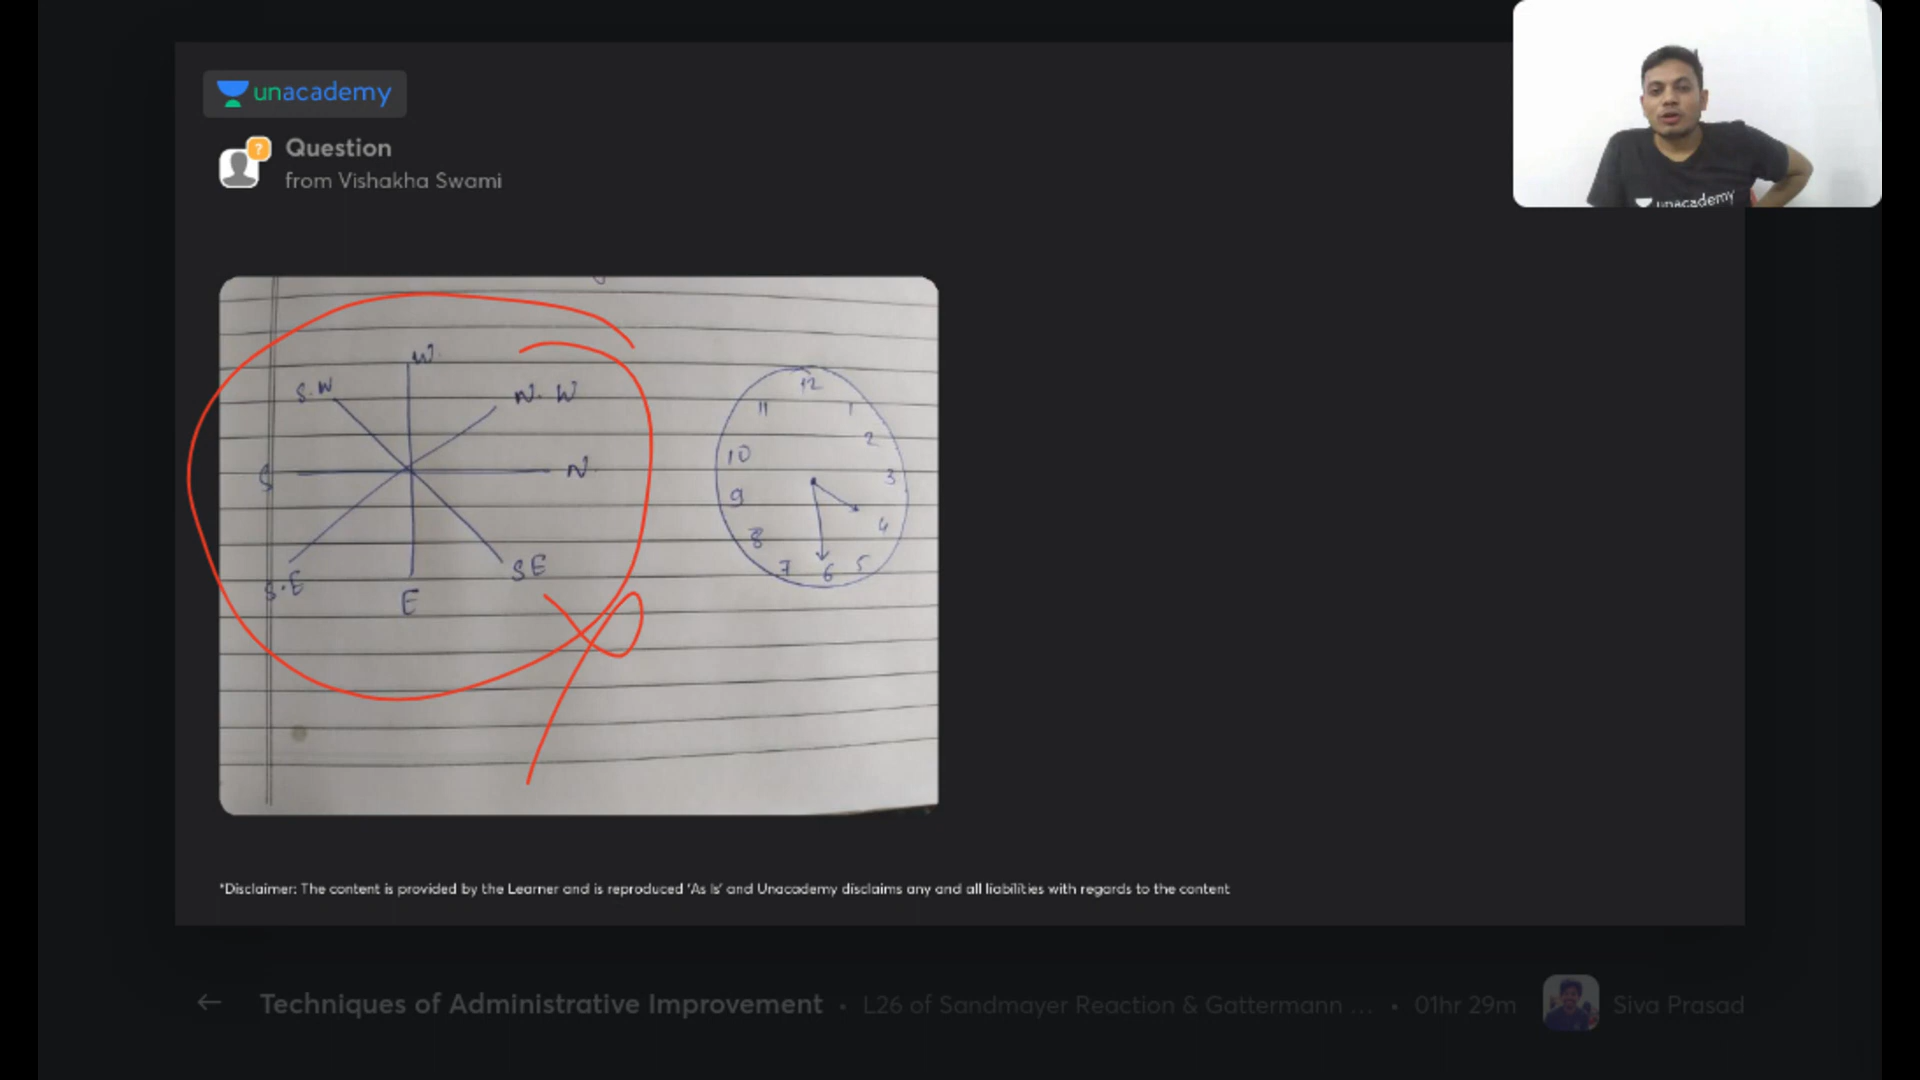 unacademy
?
Question
from Vishakha Swami
unacademy
W.
S.W
N.W
S
N.
S.E
SE
E
12
11
1
2
10
3
9
4
8
7
6
5
*Disclaimer: The content is provided by the Learner and is reproduced 'As Is' and Unacademy disclaims any and all liabilities with regards to the content
← Techniques of Administrative Improvement • L26 of Sandmayer Reaction & Gattermann ... • 01hr 29m Siva Prasad